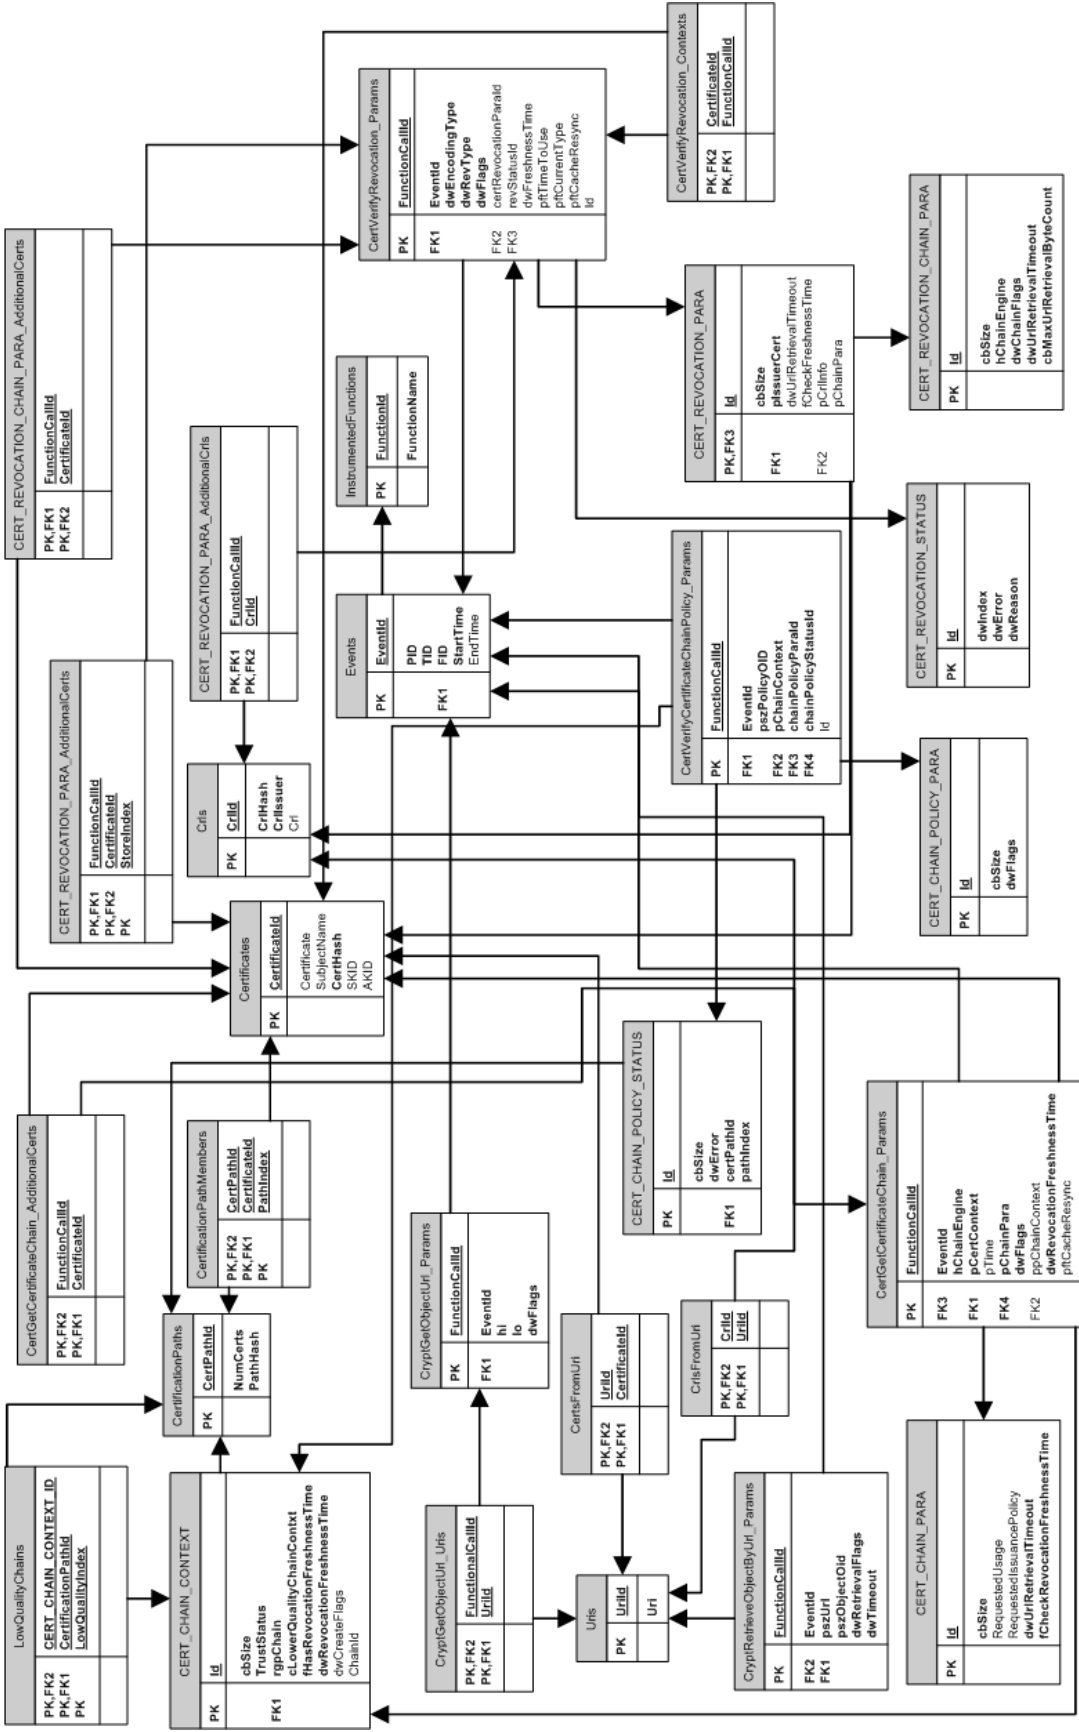 LowQualityChains
PK,FK2 CERT_CHAIN_CONTEXT_ID
PK,FK1 CertificationPathId
PK LowQualityIndex
CertGetCertificateChain_AdditionalCerts
PK,FK2 FunctionCallId
PK,FK1 CertificateId
CERT_REVOCATION_PARA_AdditionalCerts
PK,FK1 FunctionCallId
PK,FK2 CertificateId
PK StoreIndex
CERT_REVOCATION_CHAIN_PARA_AdditionalCerts
PK,FK1 FunctionCallId
PK,FK2 CertificateId
CERT_CHAIN_CONTEXT
PK Id
cbSize
TrustStatus
FK1 rgpChain
cLowerQualityChainContxt
fHasRevocationFreshnessTime
dwRevocationFreshnessTime
dwCreateFlags
ChainId
CertificationPaths
PK CertPathId
NumCerts
PathHash
CertificationPathMembers
PK,FK2 CertPathId
PK,FK1 CertificateId
PK PathIndex
Certificates
PK CertificateId
Certificate
SubjectName
CertHash
SKID
AKID
Crls
PK CrlId
CrlHash
CrlIssuer
Crl
CERT_REVOCATION_PARA_AdditionalCrls
PK,FK1 FunctionCallId
PK,FK2 CrlId
Events
PK EventId
PID
TID
FK1 FID
StartTime
EndTime
InstrumentedFunctions
PK FunctionId
FunctionName
CertVerifyRevocation_Params
PK FunctionCallId
FK1 EventId
dwEncodingType
dwRevType
dwFlags
FK2 certRevocationParaId
FK3 revStatusId
dwFreshnessTime
pftTimeToUse
pftCurrentType
pftCacheResync
Id
CryptGetObjectUrl_Uris
PK,FK2 FunctionalCallId
PK,FK1 UriId
CryptGetObjectUrl_Params
PK FunctionCallId
FK1 EventId
hi
lo
dwFlags
Uris
PK UriId
Uri
CertsFromUri
PK,FK2 UriId
PK,FK1 CertificateId
CERT_CHAIN_POLICY_STATUS
PK Id
cbSize
dwError
FK1 certPathId
pathIndex
CertVerifyCertificateChainPolicy_Params
PK FunctionCallId
FK1 EventId
pszPolicyOID
FK2 pChainContext
FK3 chainPolicyParaId
FK4 chainPolicyStatusId
Id
CERT_REVOCATION_PARA
PK,FK3 Id
cbSize
FK1 pIssuerCert
dwUrlRetrievalTimeout
fCheckFreshnessTime
FK2 pCrlInfo
pChainPara
CertVerifyRevocation_Contexts
PK,FK2 CertificateId
PK,FK1 FunctionCallId
CryptRetrieveObjectByUrl_Params
PK FunctionCallId
FK2 EventId
FK1 pszUrl
pszObjectOid
dwRetrievalFlags
dwTimeout
CrlsFromUri
PK,FK2 CrlId
PK,FK1 UriId
CERT_CHAIN_PARA
PK Id
cbSize
RequestedUsage
RequestedIssuancePolicy
dwUrlRetrievalTimeout
fCheckRevocationFreshnessTime
CertGetCertificateChain_Params
PK FunctionCallId
FK3 EventId
hChainEngine
FK1 pCertContext
pTime
FK4 pChainPara
dwFlags
FK2 ppChainContext
dwRevocationFreshnessTime
pftCacheResync
CERT_CHAIN_POLICY_PARA
PK Id
cbSize
dwFlags
CERT_REVOCATION_STATUS
PK Id
dwIndex
dwError
dwReason
CERT_REVOCATION_CHAIN_PARA
PK Id
cbSize
hChainEngine
dwChainFlags
dwUrlRetrievalTimeout
cbMaxUrlRetrievalByteCount